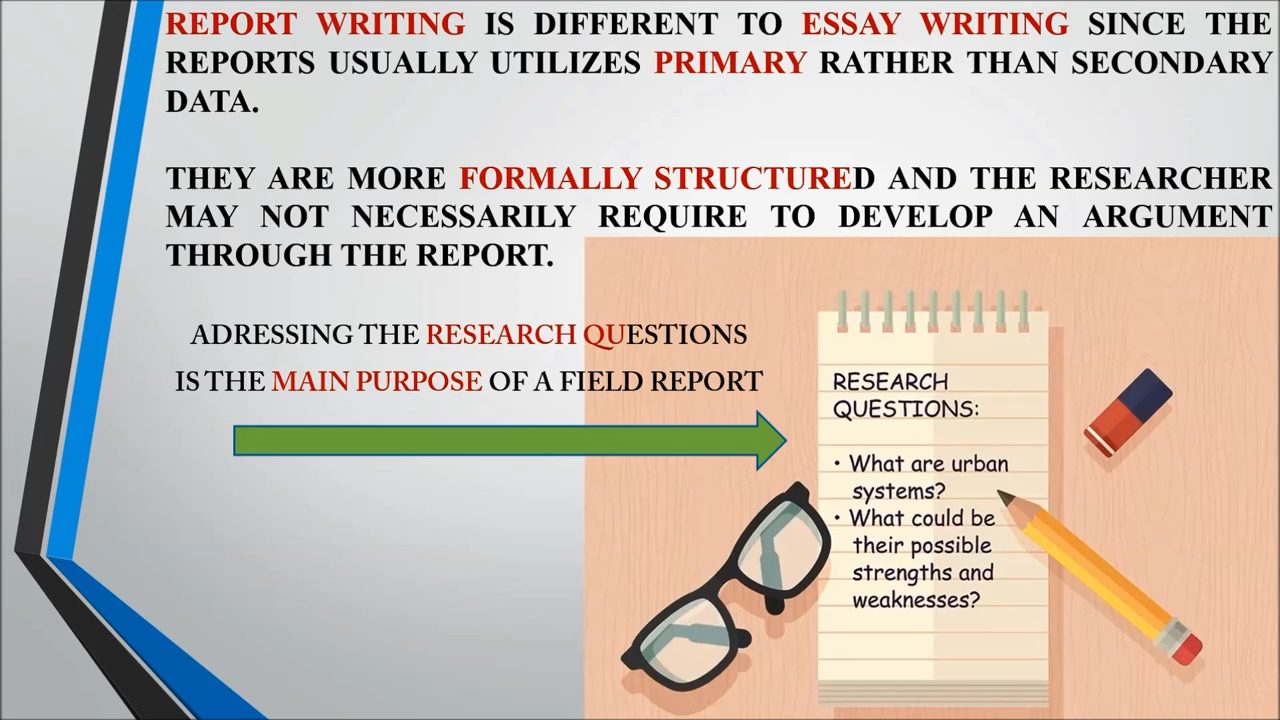 REPORT WRITING IS DIFFERENT TO ESSAY WRITING SINCE THE
REPORTS USUALLY UTILIZES PRIMARY RATHER THAN SECONDARY
DATA.
THEY ARE MORE FORMALLY STRUCTURED AND THE RESEARCHER
MAY NOT NECESSARILY REQUIRE TO DEVELOP AN ARGUMENT
THROUGH THE REPORT.
ADRESSING THE RESEARCH QUESTIONS
IS THE MAIN PURPOSE OF A FIELD REPORT
RESEARCH
QUESTIONS:
• What are urban
systems?
• What could be
their possible
strengths and
weaknesses?